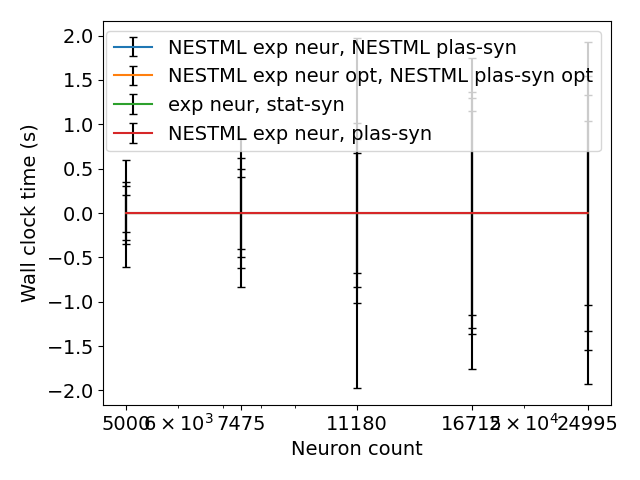 NESTML exp neur, NESTML plas-syn
NESTML exp neur opt, NESTML plas-syn opt
exp neur, stat-syn
NESTML exp neur, plas-syn
Wall clock time (s)
2.0
1.5
1.0
0.5
0.0
−0.5
−1.0
−1.5
−2.0
5000 6 × 10³ 7475 11180 16712 2 × 10⁴ 24995
Neuron count